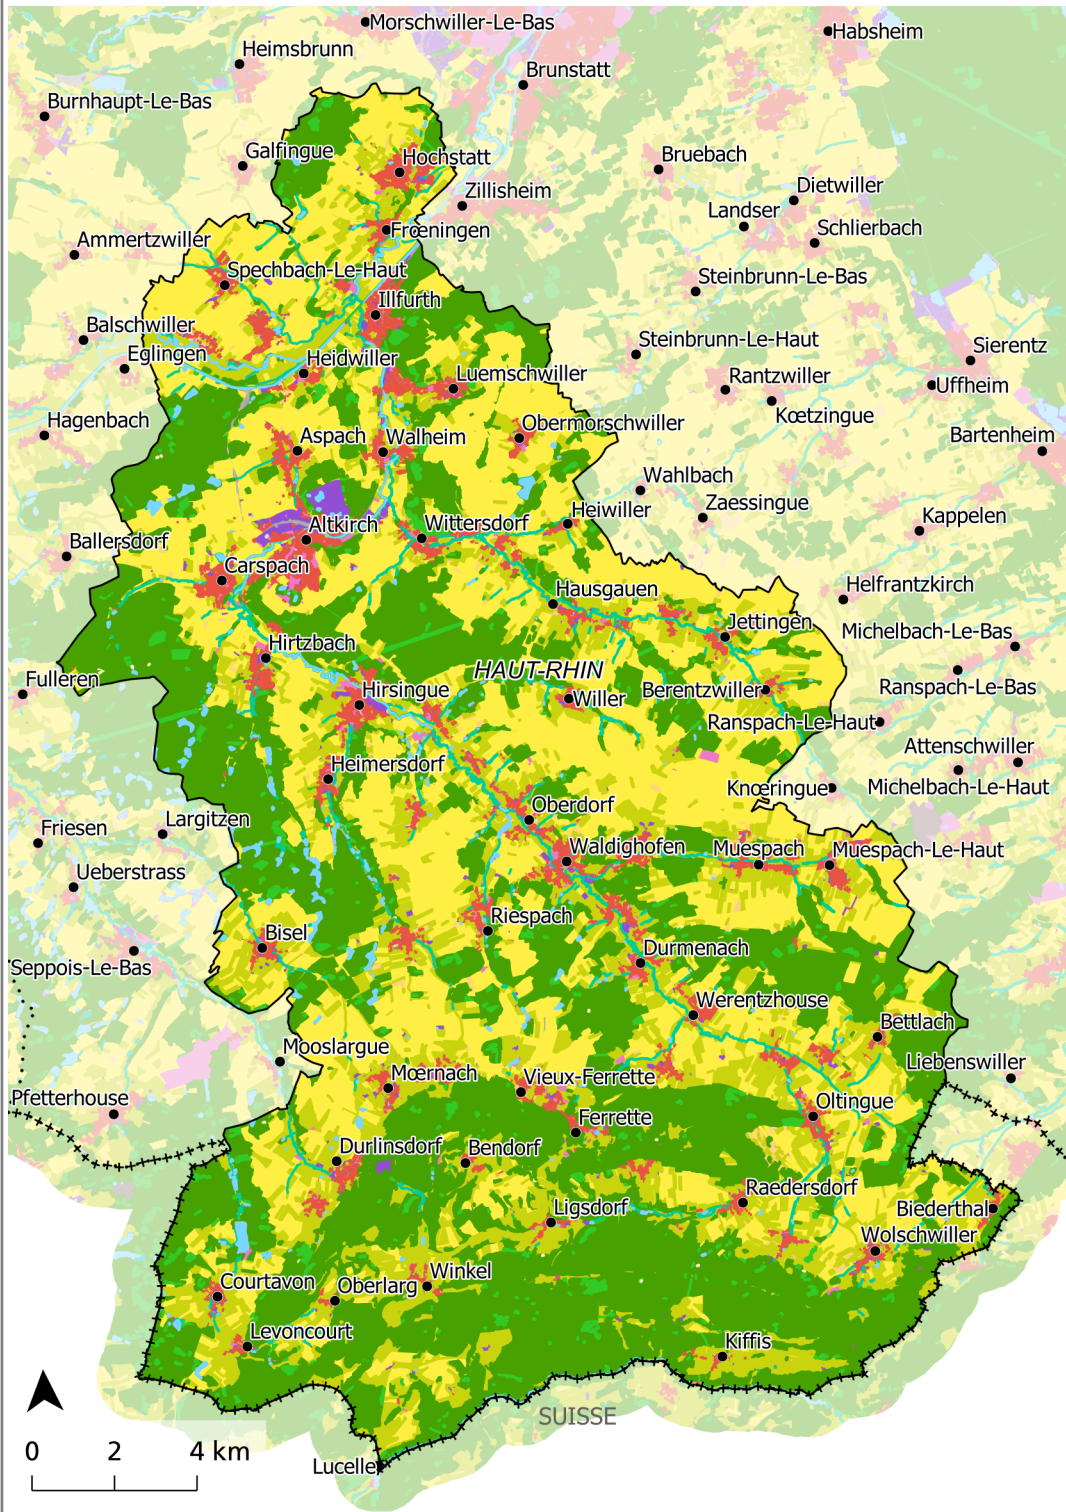 Morschwiller-Le-Bas
Habsheim
Heimsbrunn
Brunstatt
Burnhaupt-Le-Bas
Galfingue
Hochstatt
Bruebach
Zillisheim
Dietwiller
Landser
Schlierbach
Frœningen
Ammertzwiller
Spechbach-Le-Haut
Steinbrunn-Le-Bas
Illfurth
Balschwiller
Steinbrunn-Le-Haut
Sierentz
Eglingen
Heidwiller
Luemschwiller
Rantzwiller
Uffheim
Hagenbach
Kœtzingue
Obermorschwiller
Aspach
Walheim
Bartenheim
Wahlbach
Zaessingue
Heiwiller
Kappelen
Altkirch
Wittersdorf
Ballersdorf
Carspach
Hausgauen
Helfrantzkirch
Jettingen
Michelbach-Le-Bas
Hirtzbach
HAUT-RHIN
Fulleren
Hirsingue
Willer
Berentzwiller
Ranspach-Le-Bas
Ranspach-Le-Haut
Attenschwiller
Heimersdorf
Knœringue
Michelbach-Le-Haut
Oberdorf
Largitzen
Friesen
Waldighofen
Muespach
Muespach-Le-Haut
Ueberstrass
Riespach
Bisel
Durmenach
Seppois-Le-Bas
Werentzhouse
Bettlach
Mooslargue
Liebenswiller
Mœrnach
Vieux-Ferrette
Pfetterhouse
Ferrette
Oltingue
Durlinsdorf
Bendorf
Raedersdorf
Ligsdorf
Biederthal
Wolschwiller
Winkel
Courtavon
Oberlarg
Levoncourt
Kiffis
SUISSE
0 2 4 km
Lucelle